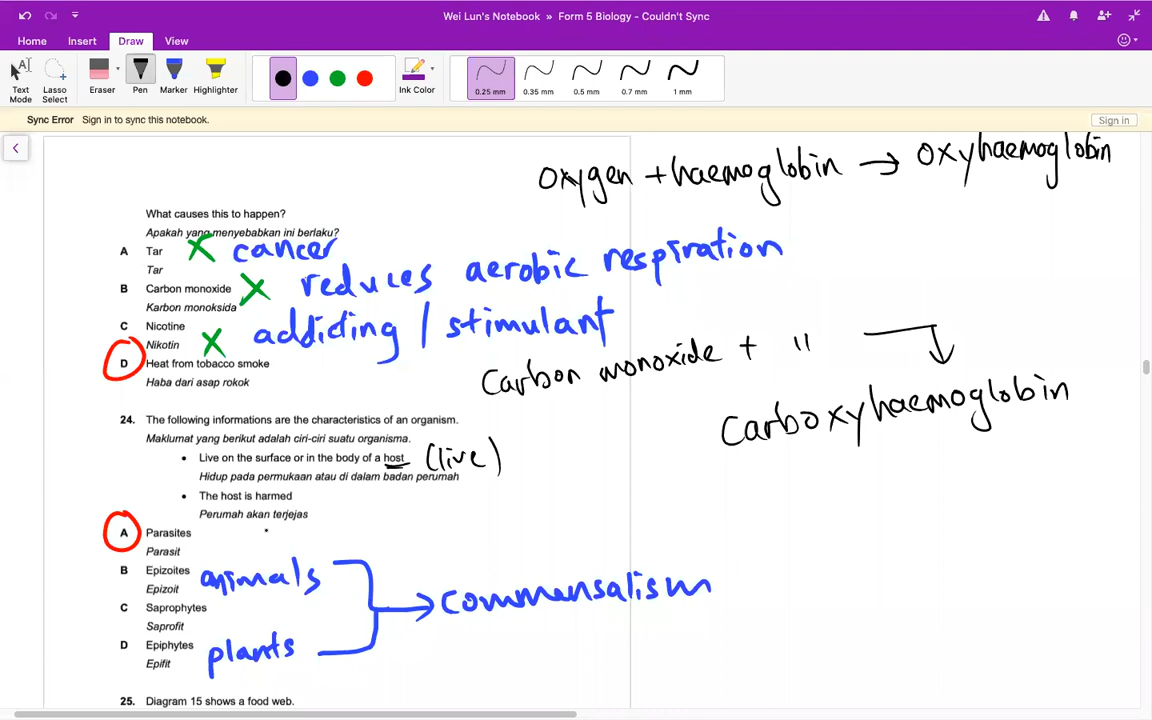 Wei Lun's Notebook » Form 5 Biology - Couldn't Sync
Home Insert Draw View
Text Mode
Lasso Select
Eraser
Pen
Marker
Highlighter
Ink Color
0.25 mm
0.35 mm
0.5 mm
0.7 mm
1 mm
Sync Error Sign in to sync this notebook.
Sign in
oxygen + haemoglobin → oxyhaemoglobin
What causes this to happen?
Apakah yang menyebabkan ini berlaku?
A Tar X cancer
Tar
B Carbon monoxide X reduces aerobic respiration
Karbon monoksida
C Nicotine X addicting / stimulant
Nikotin
D Heat from tobacco smoke
Haba dari asap rokok
Carbon monoxide + " →
Carboxyhaemoglobin
24. The following informations are the characteristics of an organism.
Maklumat yang berikut adalah ciri-ciri suatu organisma.
• Live on the surface or in the body of a host (live)
Hidup pada permukaan atau di dalam badan perumah
• The host is harmed
Perumah akan terjejas
A Parasites
Parasit
B Epizoites animals
Epizoit
→ commensalism
C Saprophytes
Saprofit
D Epiphytes plants
Epifit
25. Diagram 15 shows a food web.